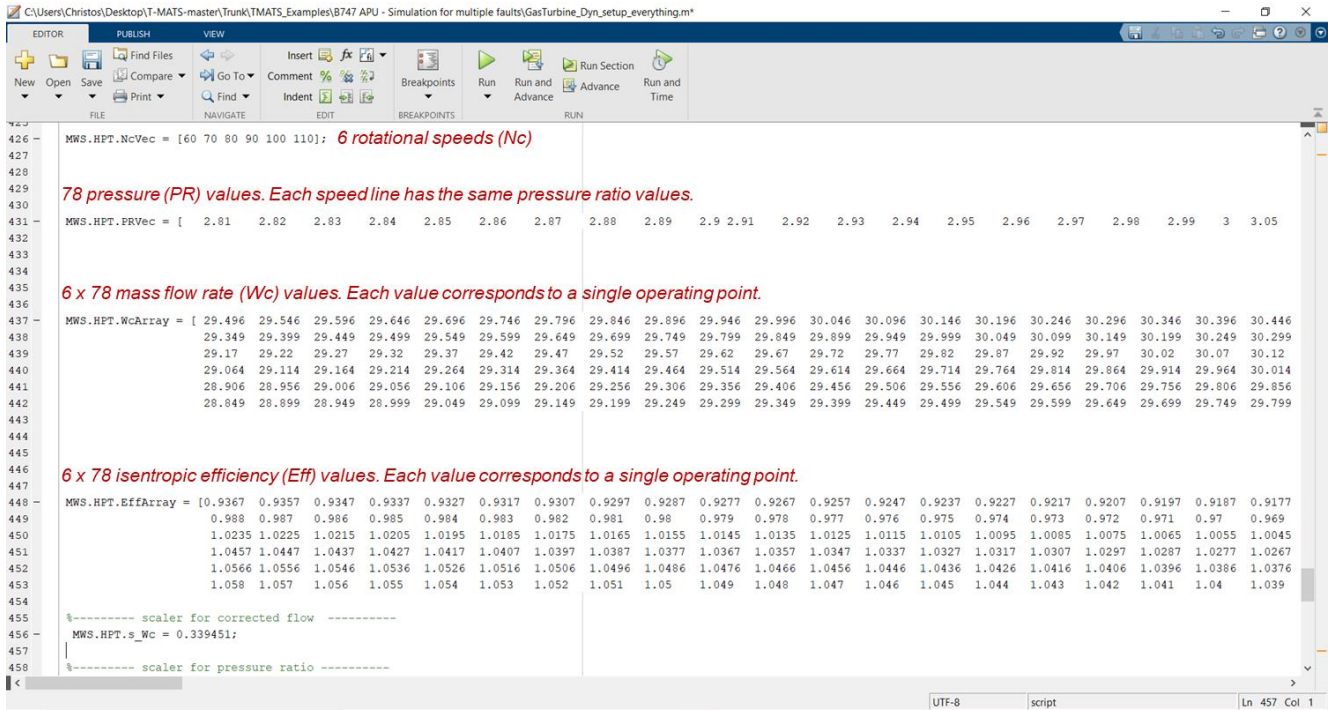 C:\Users\Christos\Desktop\T-MATS-master\Trunk\TMATS_Examples\B747 APU - Simulation for multiple faults\GasTurbine_Dyn_setup_everything.m*
EDITOR PUBLISH VIEW
New Open Save Find Files Compare Print
Go To Find
Insert fx Comment % Indent
Breakpoints Run Run and Advance Run Section Advance Run and Time
FILE NAVIGATE EDIT BREAKPOINTS RUN
425
426 - MWS.HPT.NcVec = [60 70 80 90 100 110]; 6 rotational speeds (Nc)
427
428
429 78 pressure (PR) values. Each speed line has the same pressure ratio values.
430
431 - MWS.HPT.PRVec = [ 2.81 2.82 2.83 2.84 2.85 2.86 2.87 2.88 2.89 2.9 2.91 2.92 2.93 2.94 2.95 2.96 2.97 2.98 2.99 3 3.05
432
433
434
435 6 x 78 mass flow rate (Wc) values. Each value corresponds to a single operating point.
436
437 - MWS.HPT.WcArray = [ 29.496 29.546 29.596 29.646 29.696 29.746 29.796 29.846 29.896 29.946 29.996 30.046 30.096 30.146 30.196 30.246 30.296 30.346 30.396 30.446
438 29.349 29.399 29.449 29.499 29.549 29.599 29.649 29.699 29.749 29.799 29.849 29.899 29.949 29.999 30.049 30.099 30.149 30.199 30.249 30.299
439 29.17 29.22 29.27 29.32 29.37 29.42 29.47 29.52 29.57 29.62 29.67 29.72 29.77 29.82 29.87 29.92 29.97 30.02 30.07 30.12
440 29.064 29.114 29.164 29.214 29.264 29.314 29.364 29.414 29.464 29.514 29.564 29.614 29.664 29.714 29.764 29.814 29.864 29.914 29.964 30.014
441 28.906 28.956 29.006 29.056 29.106 29.156 29.206 29.256 29.306 29.356 29.406 29.456 29.506 29.556 29.606 29.656 29.706 29.756 29.806 29.856
442 28.849 28.899 28.949 28.999 29.049 29.099 29.149 29.199 29.249 29.299 29.349 29.399 29.449 29.499 29.549 29.599 29.649 29.699 29.749 29.799
443
444
445
446 6 x 78 isentropic efficiency (Eff) values. Each value corresponds to a single operating point.
447
448 - MWS.HPT.EffArray = [0.9367 0.9357 0.9347 0.9337 0.9327 0.9317 0.9307 0.9297 0.9287 0.9277 0.9267 0.9257 0.9247 0.9237 0.9227 0.9217 0.9207 0.9197 0.9187 0.9177
449 0.988 0.987 0.986 0.985 0.984 0.983 0.982 0.981 0.98 0.979 0.978 0.977 0.976 0.975 0.974 0.973 0.972 0.971 0.97 0.969
450 1.0235 1.0225 1.0215 1.0205 1.0195 1.0185 1.0175 1.0165 1.0155 1.0145 1.0135 1.0125 1.0115 1.0105 1.0095 1.0085 1.0075 1.0065 1.0055 1.0045
451 1.0457 1.0447 1.0437 1.0427 1.0417 1.0407 1.0397 1.0387 1.0377 1.0367 1.0357 1.0347 1.0337 1.0327 1.0317 1.0307 1.0297 1.0287 1.0277 1.0267
452 1.0566 1.0556 1.0546 1.0536 1.0526 1.0516 1.0506 1.0496 1.0486 1.0476 1.0466 1.0456 1.0446 1.0436 1.0426 1.0416 1.0406 1.0396 1.0386 1.0376
453 1.058 1.057 1.056 1.055 1.054 1.053 1.052 1.051 1.05 1.049 1.048 1.047 1.046 1.045 1.044 1.043 1.042 1.041 1.04 1.039
454
455 %--------- scaler for corrected flow ----------
456 - MWS.HPT.s_Wc = 0.339451;
457
458 %--------- scaler for pressure ratio ----------
UTF-8 script Ln 457 Col 1